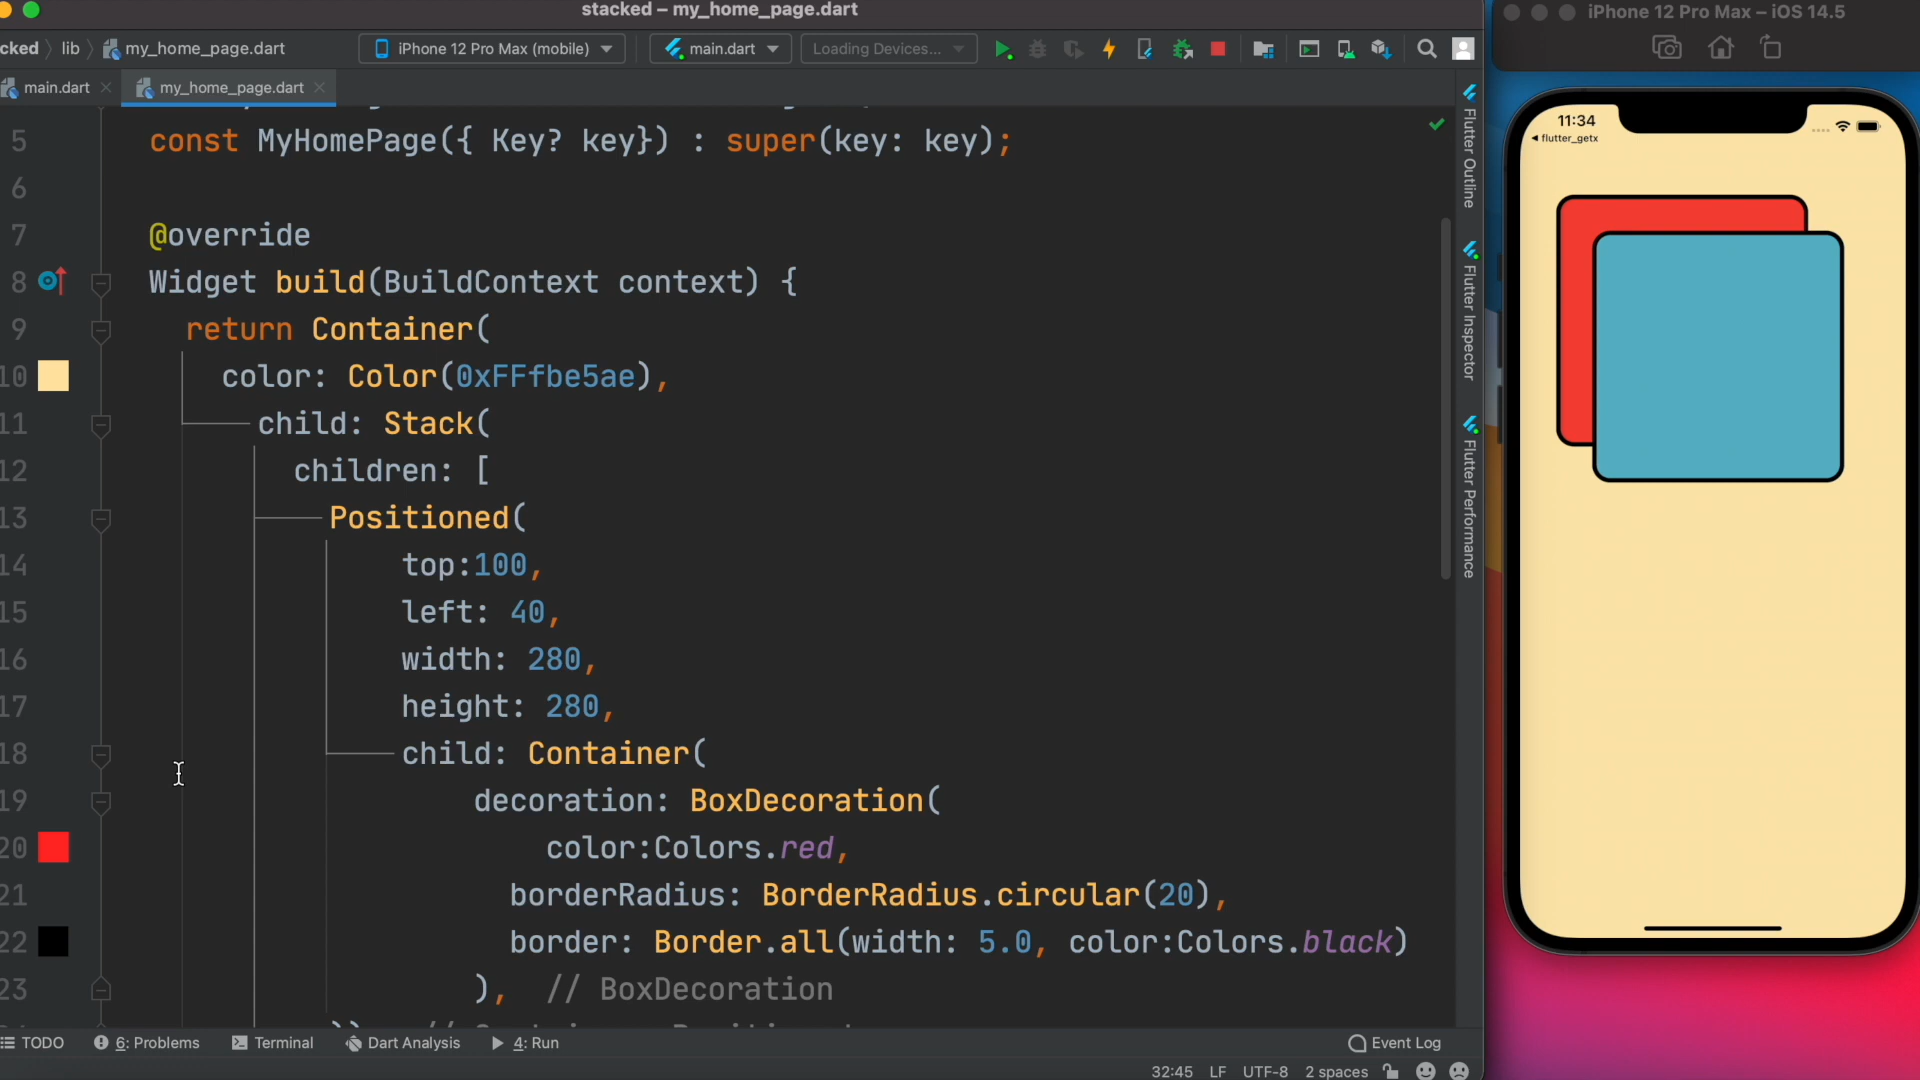 stacked – my_home_page.dart
cked lib my_home_page.dart iPhone 12 Pro Max (mobile) main.dart Loading Devices...
main.dart my_home_page.dart
5 const MyHomePage({ Key? key}) : super(key: key);
6
7 @override
8 Widget build(BuildContext context) {
9 return Container(
10 color: Color(0xFFfbe5ae),
11 child: Stack(
12 children: [
13 Positioned(
14 top:100,
15 left: 40,
16 width: 280,
17 height: 280,
18 child: Container(
19 decoration: BoxDecoration(
20 color:Colors.red,
21 borderRadius: BorderRadius.circular(20),
22 border: Border.all(width: 5.0, color:Colors.black)
23 ), // BoxDecoration
TODO 6: Problems Terminal Dart Analysis 4: Run Event Log
32:45 LF UTF-8 2 spaces
Flutter Outline
Flutter Inspector
Flutter Performance
iPhone 12 Pro Max – iOS 14.5
11:34
flutter_getx